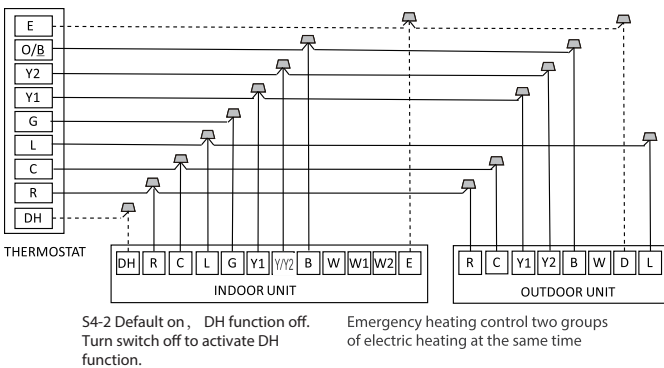 E
O/B
Y2
Y1
G
L
C
R
DH
THERMOSTAT
DH R C L G Y1 Y/Y2 B W W1 W2 E
INDOOR UNIT
R C Y1 Y2 B W D L
OUTDOOR UNIT
S4-2 Default on， DH function off.
Turn switch off to activate DH
function.
Emergency heating control two groups
of electric heating at the same time